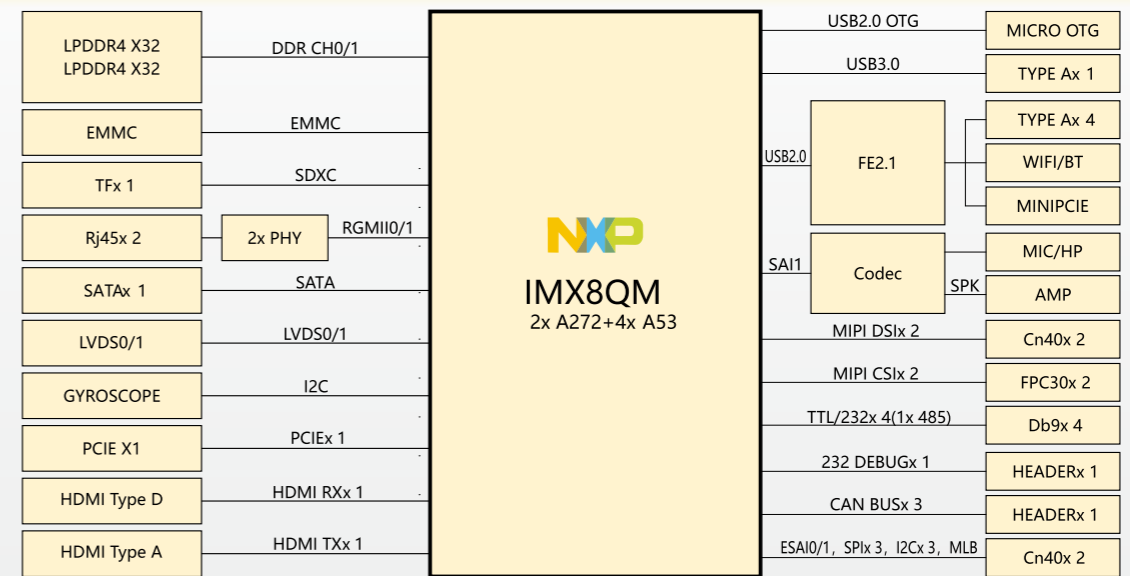 LPDDR4 X32
LPDDR4 X32
DDR CH0/1
EMMC
EMMC
TFx 1
SDXC
Rj45x 2
2x PHY
RGMII0/1
SATAx 1
SATA
LVDS0/1
LVDS0/1
GYROSCOPE
I2C
PCIE X1
PCIEx 1
HDMI Type D
HDMI RXx 1
HDMI Type A
HDMI TXx 1
NXP
IMX8QM
2x A272+4x A53
USB2.0 OTG
MICRO OTG
USB3.0
TYPE Ax 1
USB2.0
FE2.1
TYPE Ax 4
WIFI/BT
MINIPCIE
SAI1
Codec
MIC/HP
SPK
AMP
MIPI DSIx 2
Cn40x 2
MIPI CSIx 2
FPC30x 2
TTL/232x 4(1x 485)
Db9x 4
232 DEBUGx 1
HEADERx 1
CAN BUSx 3
HEADERx 1
ESAI0/1, SPIx 3, I2Cx 3, MLB
Cn40x 2